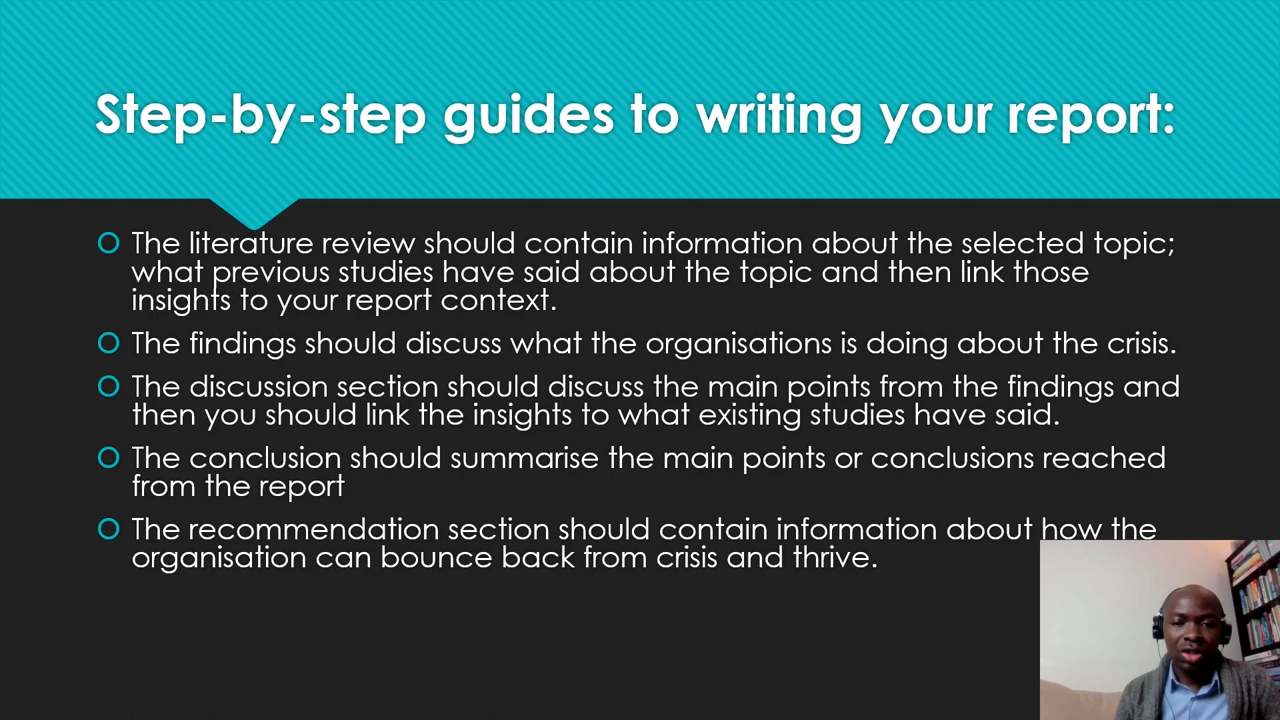 Step-by-step guides to writing your report:
The literature review should contain information about the selected topic;
what previous studies have said about the topic and then link those
insights to your report context.
The findings should discuss what the organisations is doing about the crisis.
The discussion section should discuss the main points from the findings and
then you should link the insights to what existing studies have said.
The conclusion should summarise the main points or conclusions reached
from the report
The recommendation section should contain information about how the
organisation can bounce back from crisis and thrive.